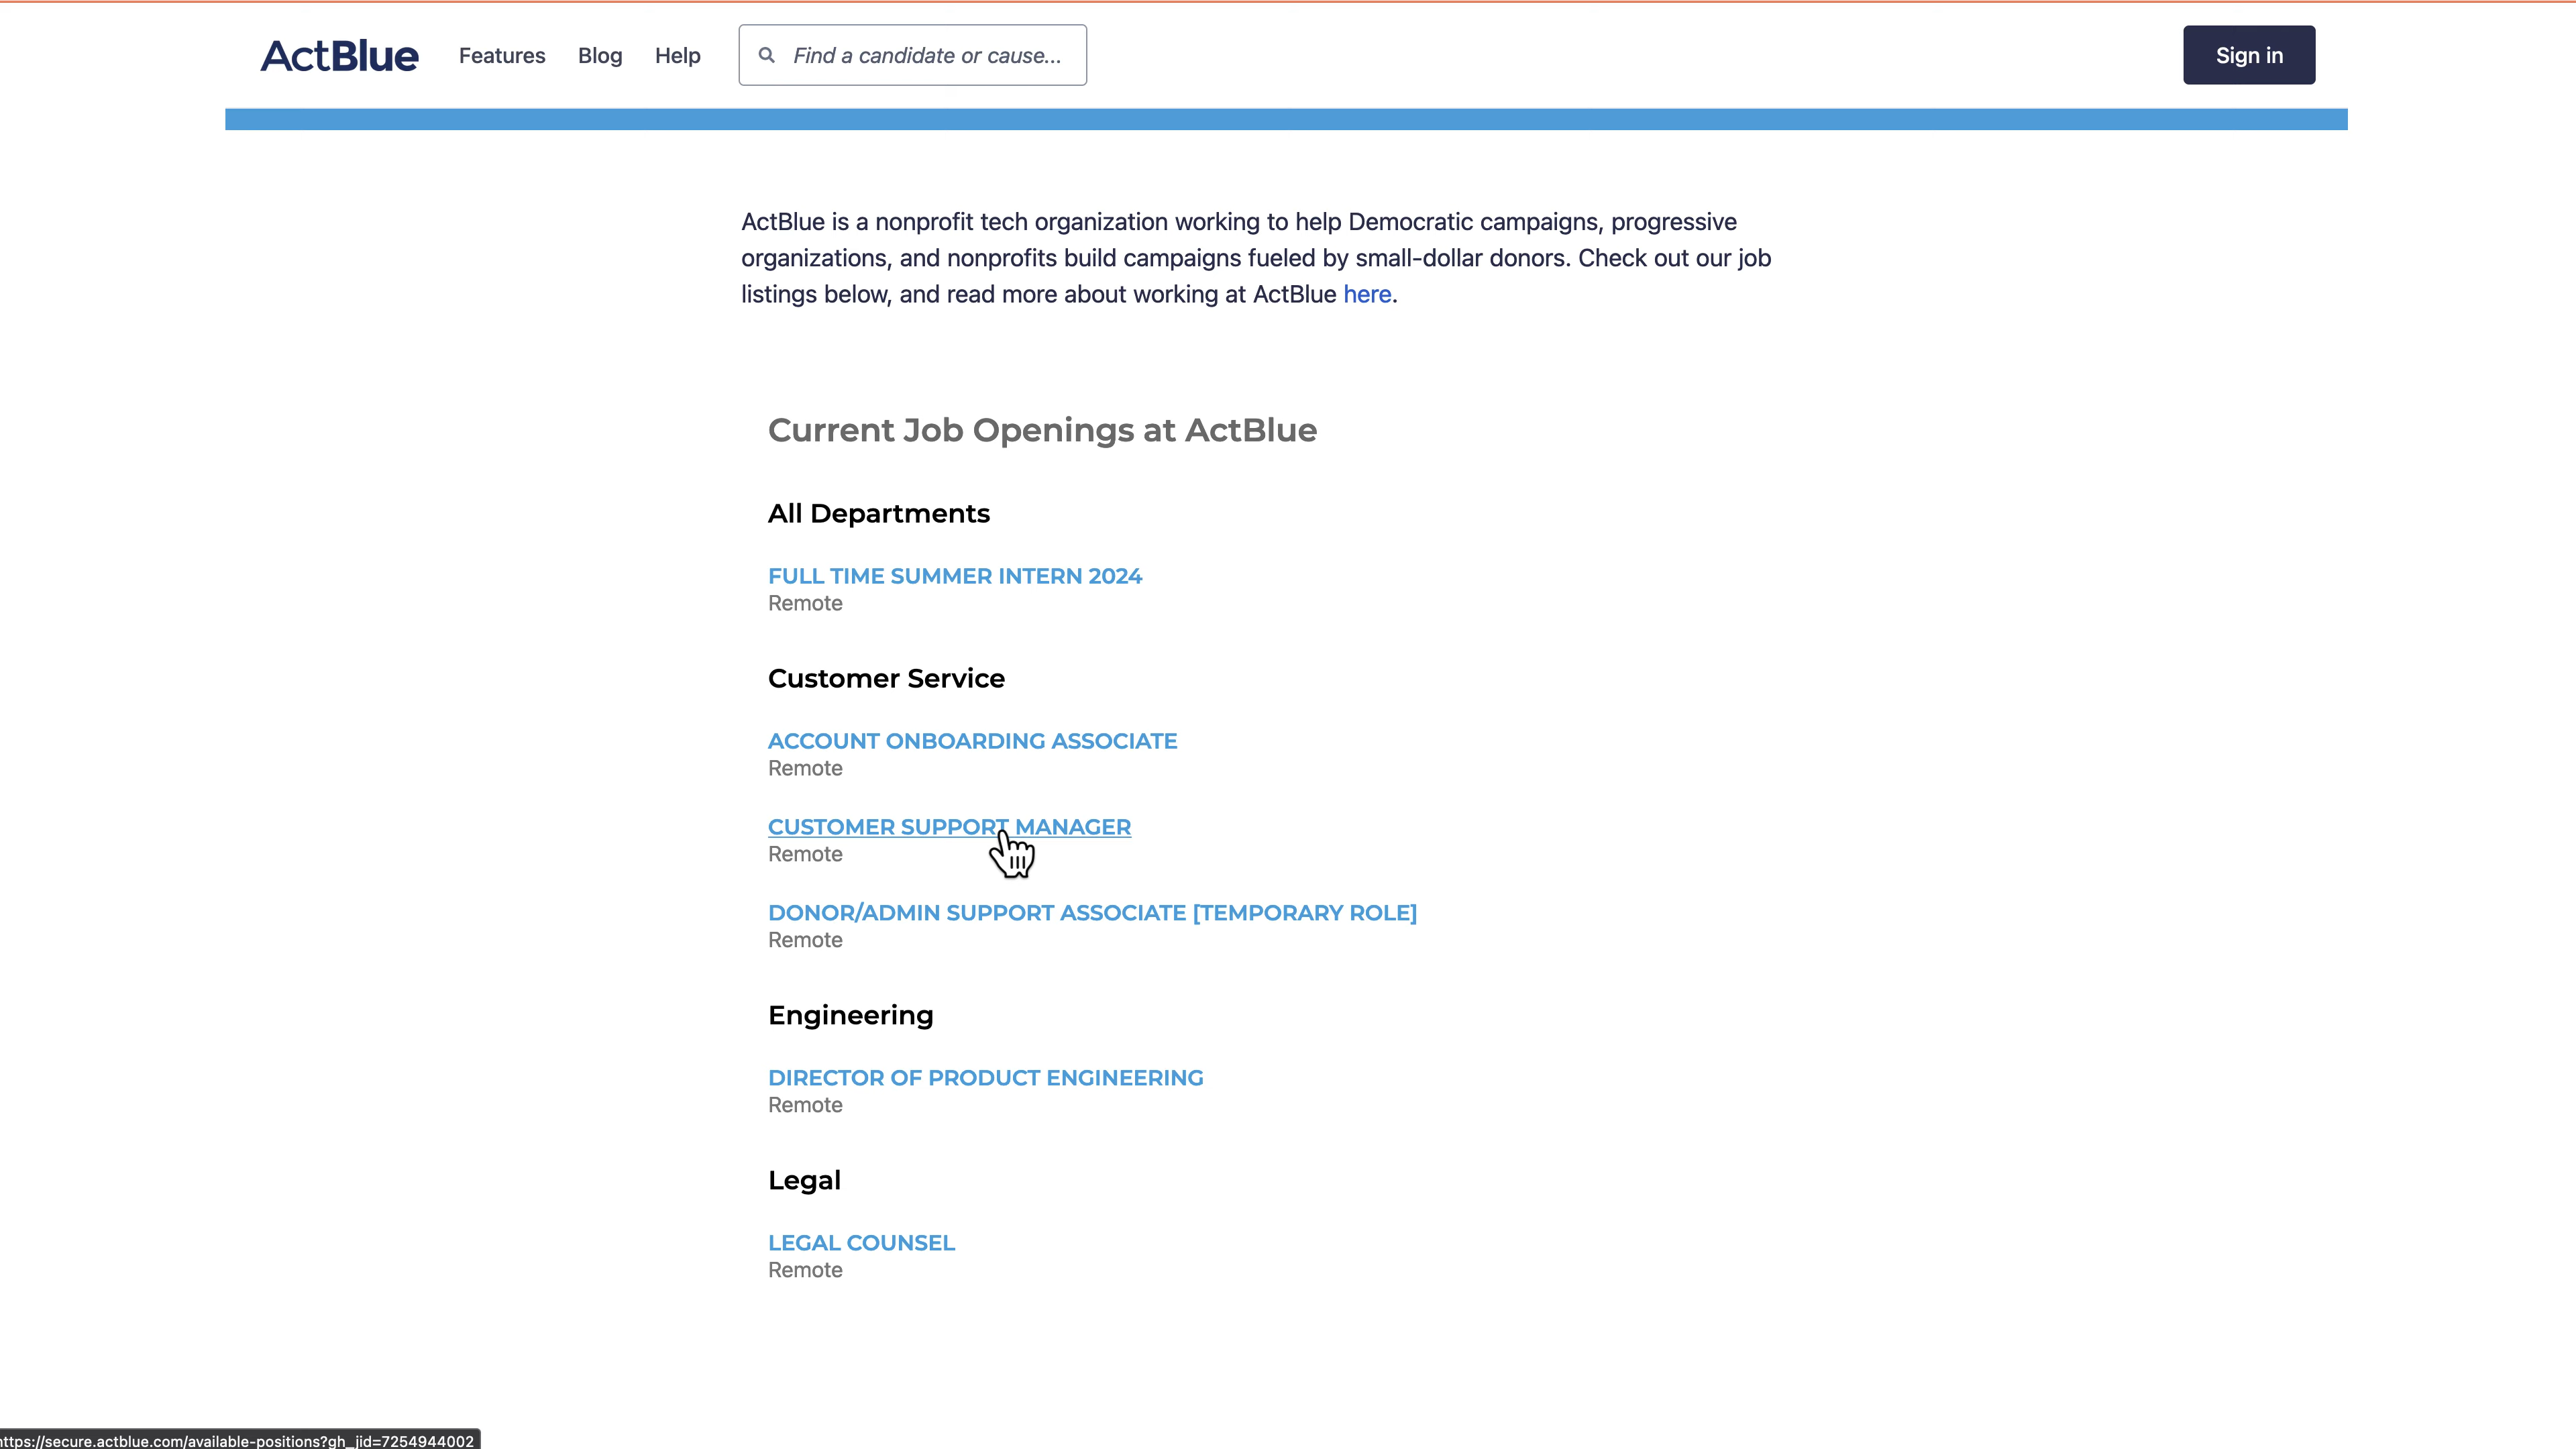 ActBlue Features Blog Help Find a candidate or cause... Sign in
ActBlue is a nonprofit tech organization working to help Democratic campaigns, progressive
organizations, and nonprofits build campaigns fueled by small-dollar donors. Check out our job
listings below, and read more about working at ActBlue here.
Current Job Openings at ActBlue
All Departments
FULL TIME SUMMER INTERN 2024
Remote
Customer Service
ACCOUNT ONBOARDING ASSOCIATE
Remote
CUSTOMER SUPPORT MANAGER
Remote
DONOR/ADMIN SUPPORT ASSOCIATE [TEMPORARY ROLE]
Remote
Engineering
DIRECTOR OF PRODUCT ENGINEERING
Remote
Legal
LEGAL COUNSEL
Remote
https://secure.actblue.com/available-positions?gh_jid=7254944002